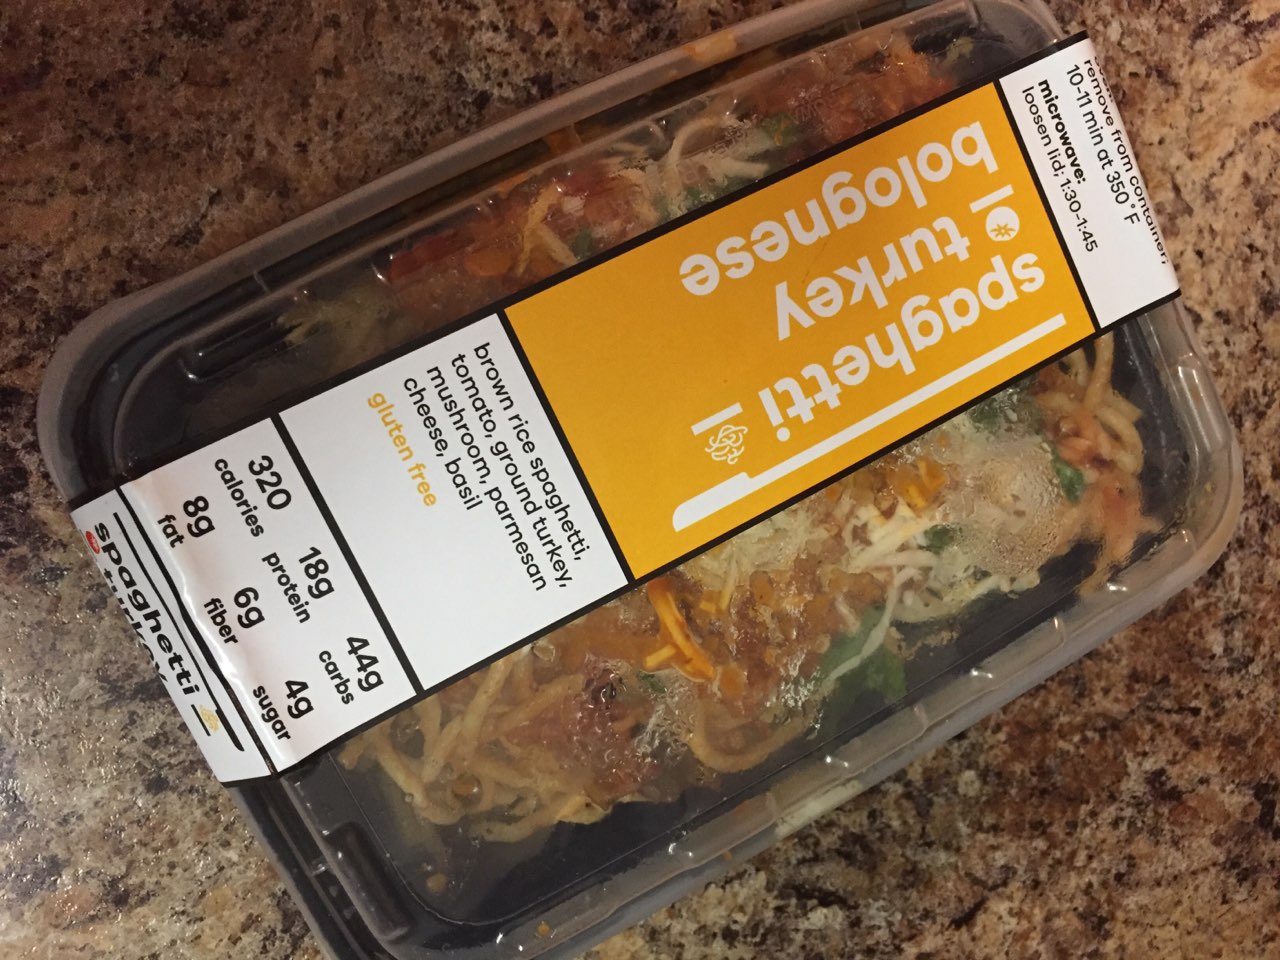 spaghetti
turkey
bolognese
remove from container;
10-11 min at 350°F
microwave:
loosen lid; 1:30-1:45
brown rice spaghetti,
tomato, ground turkey,
mushroom, parmesan
cheese, basil
gluten free
320
calories
18g
protein
44g
carbs
8g
fat
6g
fiber
4g
sugar
spaghetti